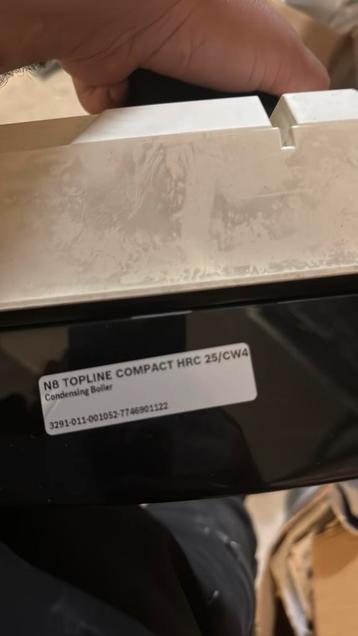 N8 TOPLINE COMPACT HRC 25/CW4
Condensing Boiler
3291-011-001052-7746901122